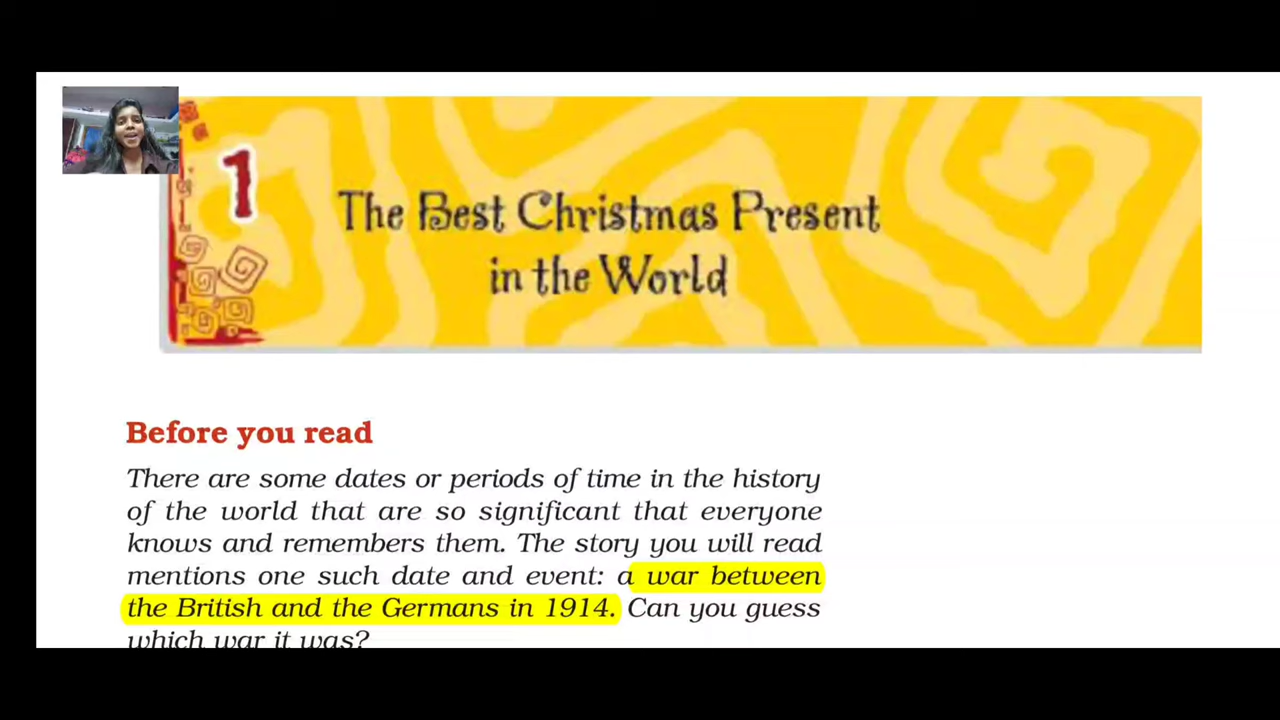 1
The Best Christmas Present
in the World
Before you read
There are some dates or periods of time in the history
of the world that are so significant that everyone
knows and remembers them. The story you will read
mentions one such date and event: a war between
the British and the Germans in 1914. Can you guess
which war it was?